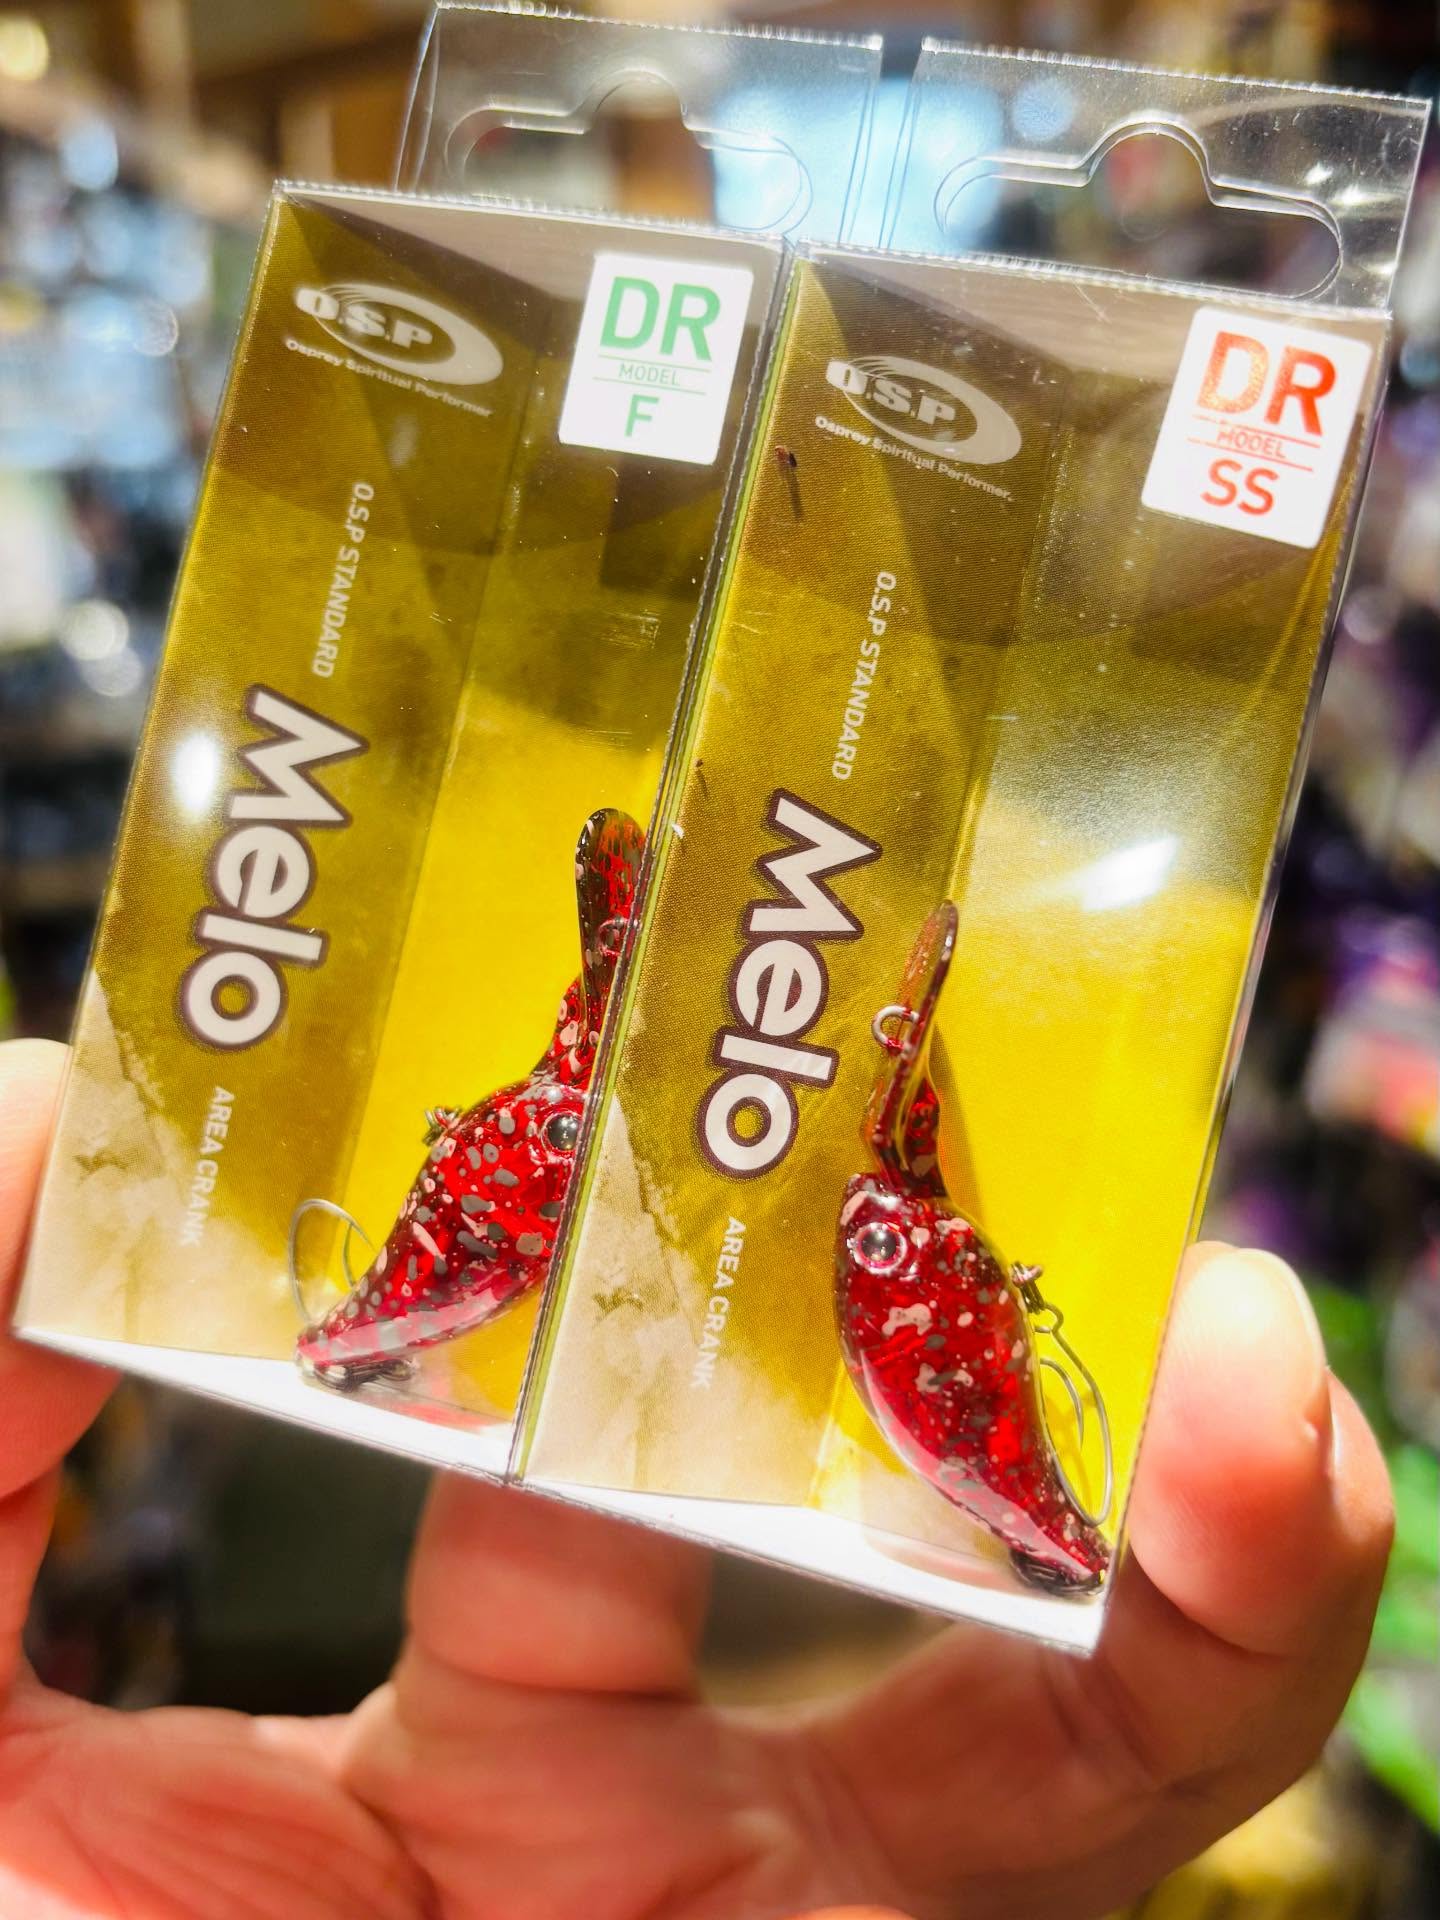 O.S.P
Osprey Spiritual Performer
DR
MODEL
F
O.S.P STANDARD
Melo
AREA CRANK
O.S.P
Osprey Spiritual Performer
DR
MODEL
SS
O.S.P STANDARD
Melo
AREA CRANK